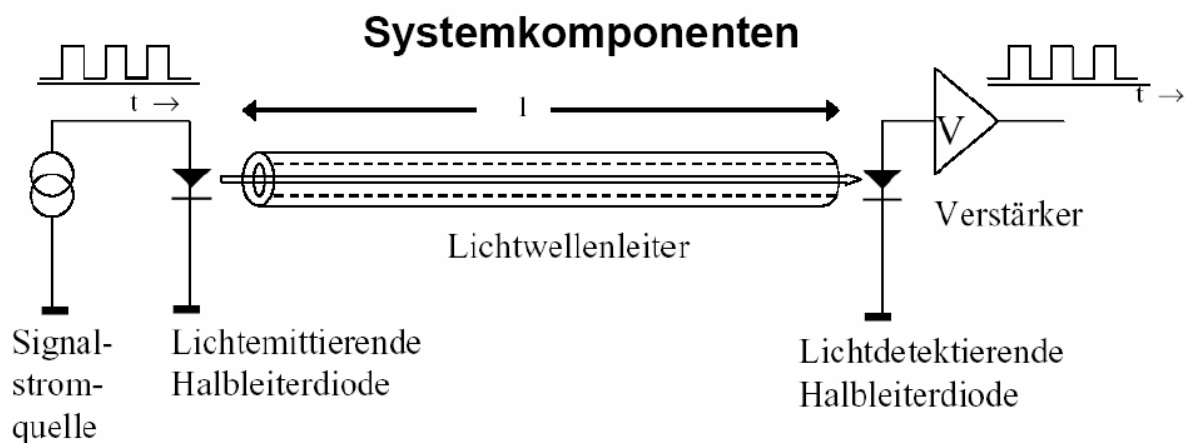 Systemkomponenten
t →
l
t →
V
Verstärker
Lichtwellenleiter
Signal-
strom-
quelle
Lichtemittierende
Halbleiterdiode
Lichtdetektierende
Halbleiterdiode